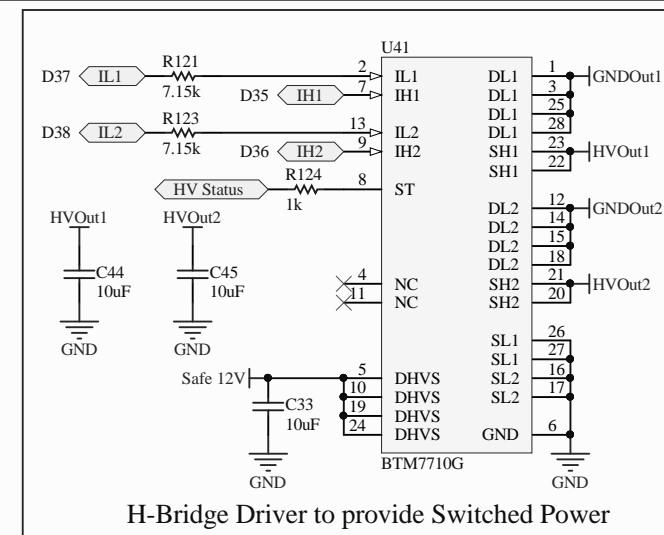 U41
D37 IL1 R121 7.15k 2 IL1 DL1 1 GNDOut1
D35 IH1 7 IH1 DL1 3
DL1 25
D38 IL2 R123 7.15k 13 IL2 DL1 28
D36 IH2 9 IH2 SH1 23 HVOut1
SH1 22
HV Status R124 1k 8 ST
DL2 12 GNDOut2
DL2 14
DL2 15
DL2 18
HVOut1 HVOut2
C44 C45
10uF 10uF
GND GND
4 NC SH2 21 HVOut2
11 NC SH2 20
SL1 26
SL1 27
Safe 12V 5 DHVS SL2 16
10 DHVS SL2 17
C33
10uF
19 DHVS
24 DHVS GND 6
BTM7710G
GND GND
H-Bridge Driver to provide Switched Power